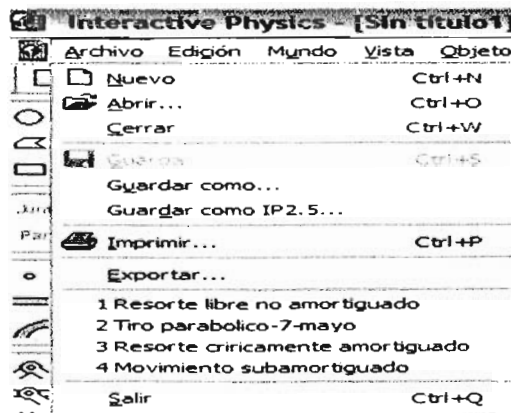 Interactive Physics - [Sin título1]
Archivo Edición Mundo Vista Objeto
Nuevo Ctrl+N
Abrir... Ctrl+O
Cerrar Ctrl+W
Guardar Ctrl+S
Guardar como...
Guardar como IP2.5...
Imprimir... Ctrl+P
Exportar...
1 Resorte libre no amortiguado
2 Tiro parabolico-7-mayo
3 Resorte criricamente amortiguado
4 Movimiento subamortiguado
Salir Ctrl+Q